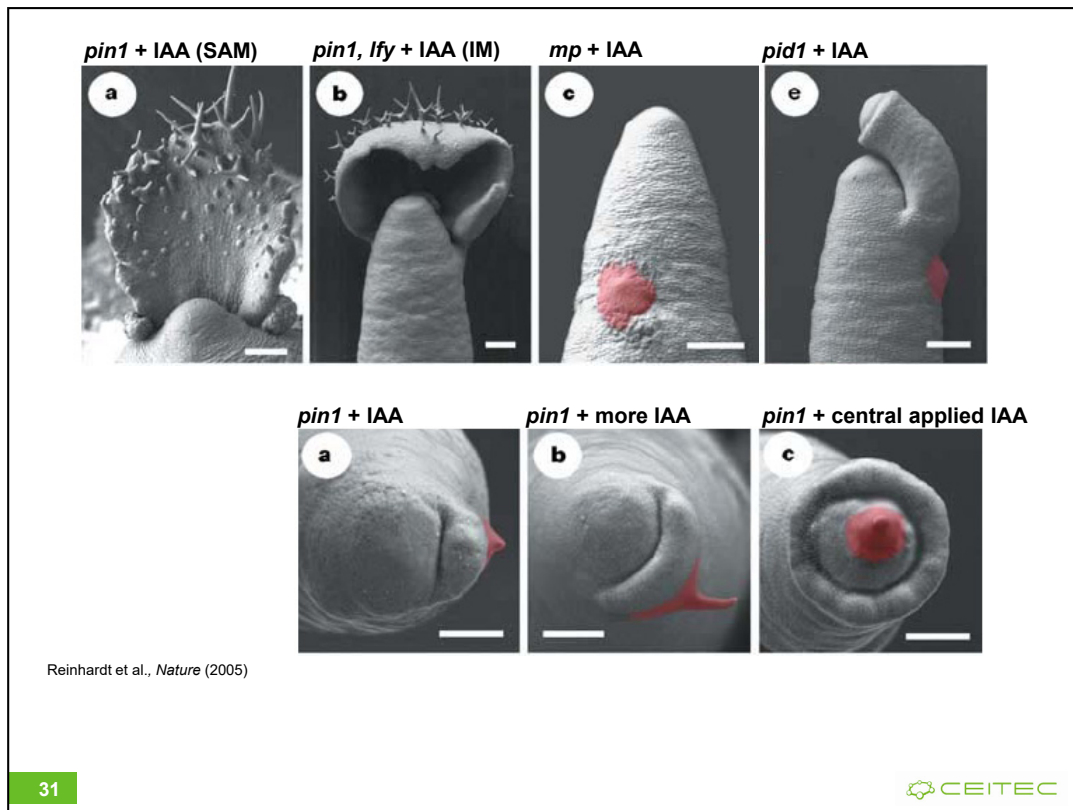 pin1 + IAA (SAM)
pin1, lfy + IAA (IM)
mp + IAA
pid1 + IAA
a
b
c
e
pin1 + IAA
pin1 + more IAA
pin1 + central applied IAA
a
b
c
Reinhardt et al., Nature (2005)
31
CEITEC